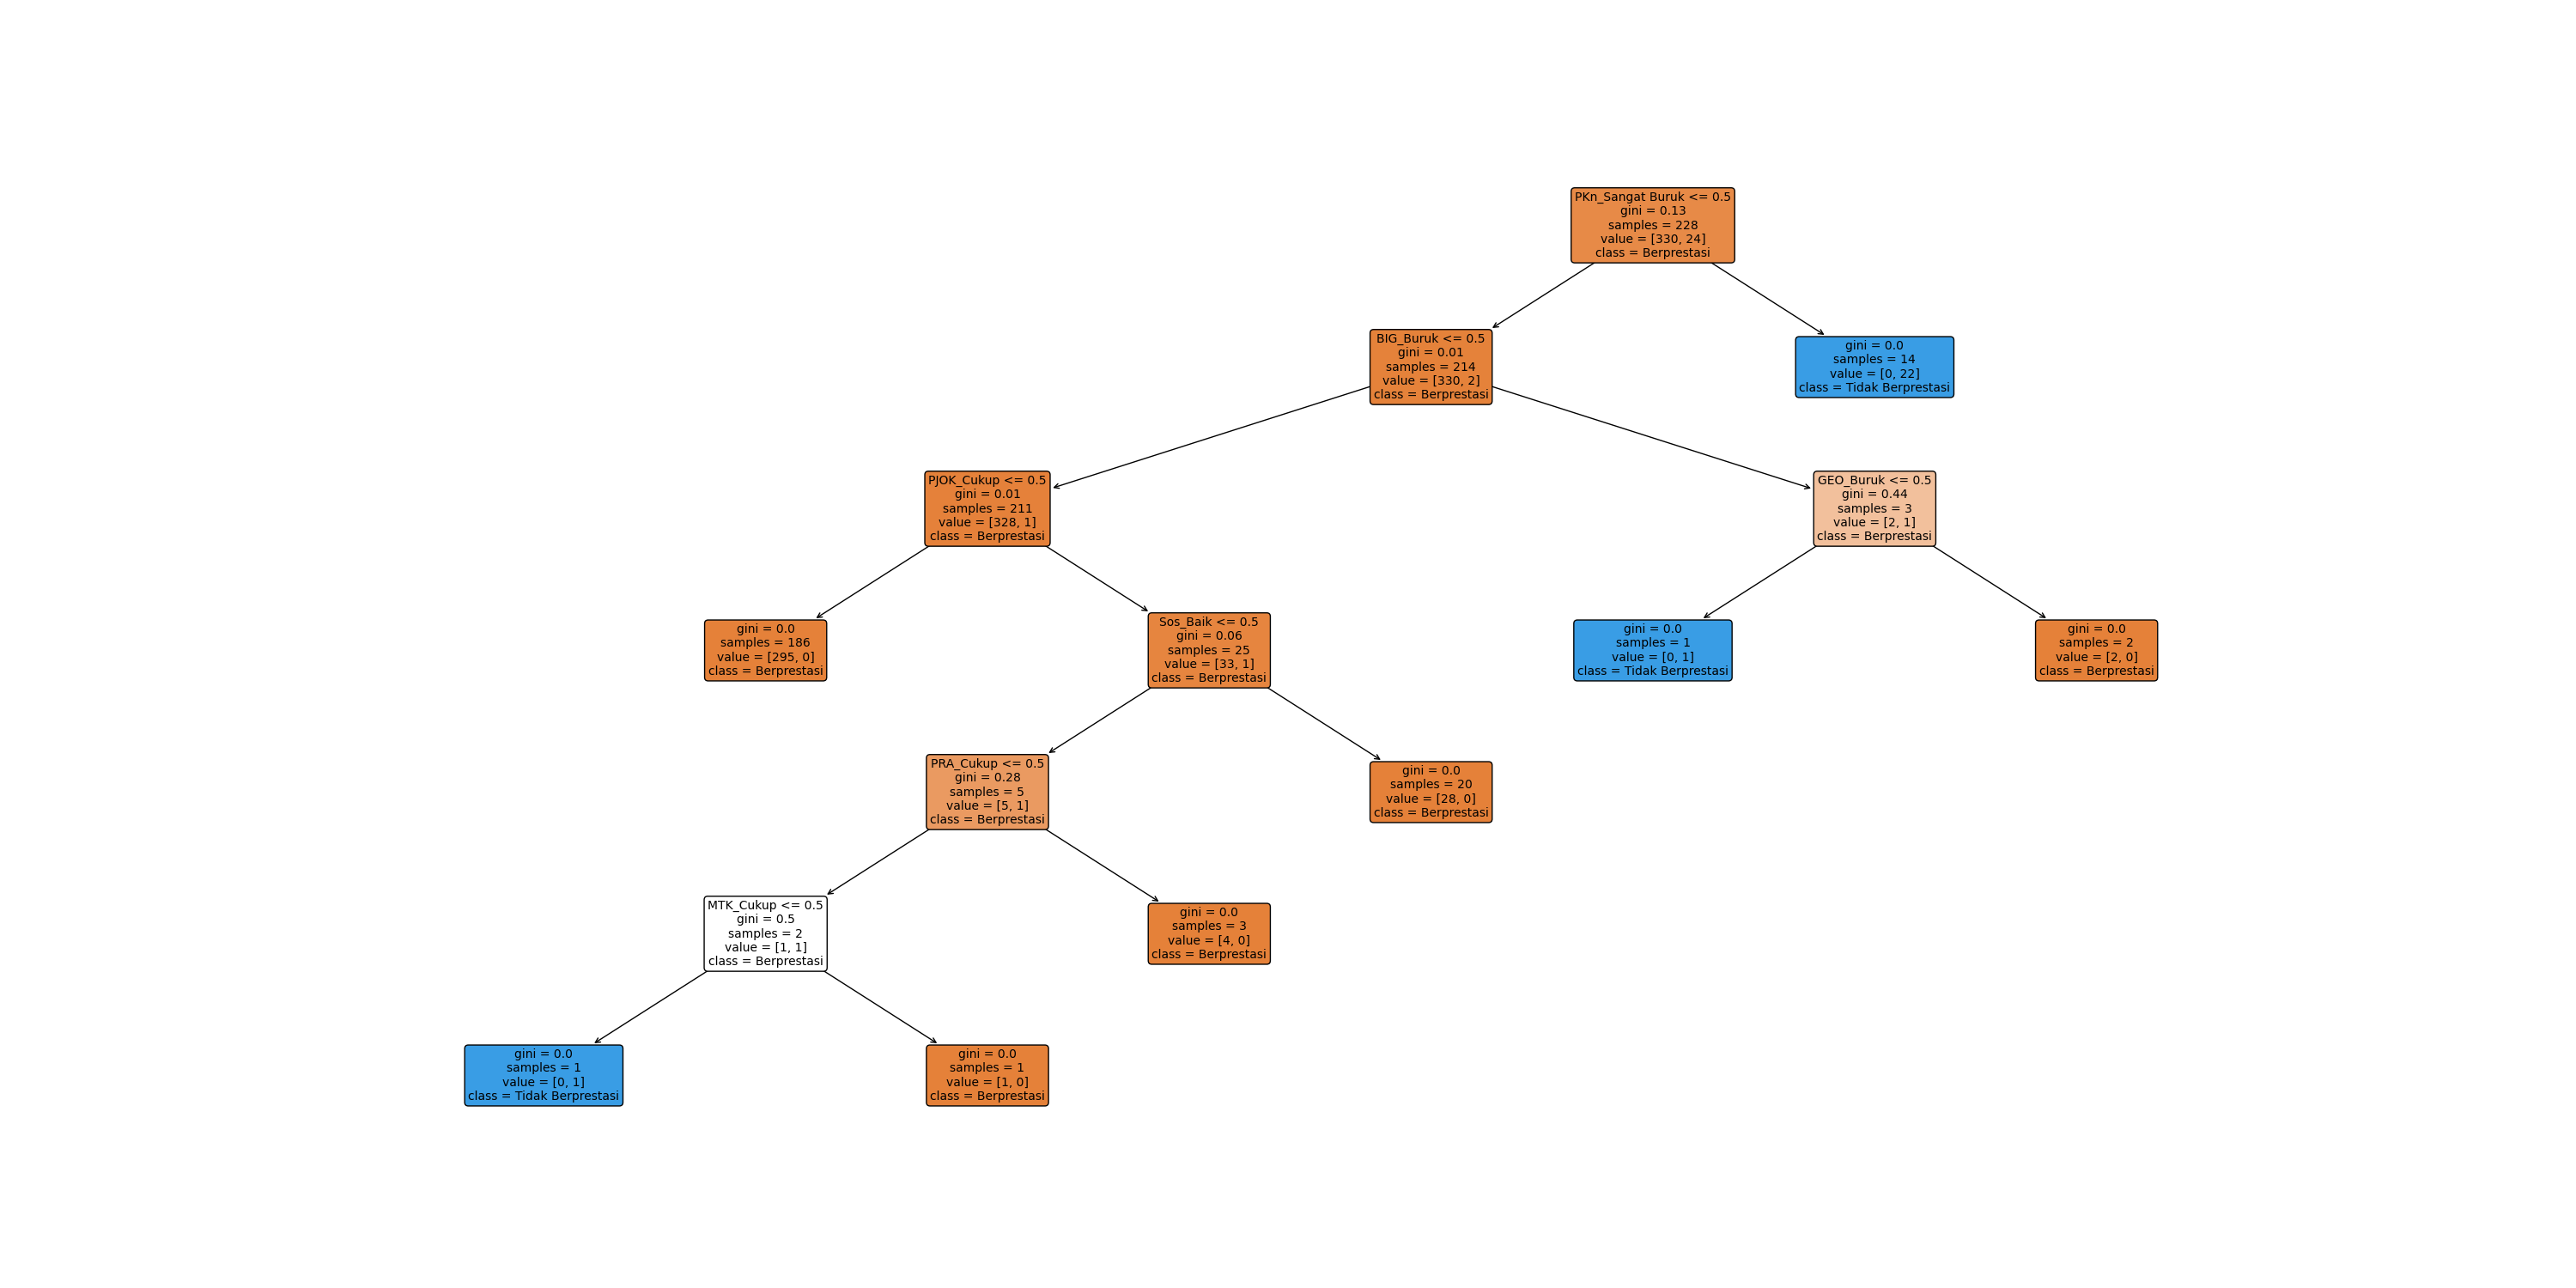 PKn_Sangat Buruk <= 0.5
gini = 0.13
samples = 228
value = [330, 24]
class = Berprestasi
BIG_Buruk <= 0.5
gini = 0.01
samples = 214
value = [330, 2]
class = Berprestasi
gini = 0.0
samples = 14
value = [0, 22]
class = Tidak Berprestasi
PJOK_Cukup <= 0.5
gini = 0.01
samples = 211
value = [328, 1]
class = Berprestasi
GEO_Buruk <= 0.5
gini = 0.44
samples = 3
value = [2, 1]
class = Berprestasi
gini = 0.0
samples = 186
value = [295, 0]
class = Berprestasi
Sos_Baik <= 0.5
gini = 0.06
samples = 25
value = [33, 1]
class = Berprestasi
gini = 0.0
samples = 1
value = [0, 1]
class = Tidak Berprestasi
gini = 0.0
samples = 2
value = [2, 0]
class = Berprestasi
PRA_Cukup <= 0.5
gini = 0.28
samples = 5
value = [5, 1]
class = Berprestasi
gini = 0.0
samples = 20
value = [28, 0]
class = Berprestasi
MTK_Cukup <= 0.5
gini = 0.5
samples = 2
value = [1, 1]
class = Berprestasi
gini = 0.0
samples = 3
value = [4, 0]
class = Berprestasi
gini = 0.0
samples = 1
value = [0, 1]
class = Tidak Berprestasi
gini = 0.0
samples = 1
value = [1, 0]
class = Berprestasi